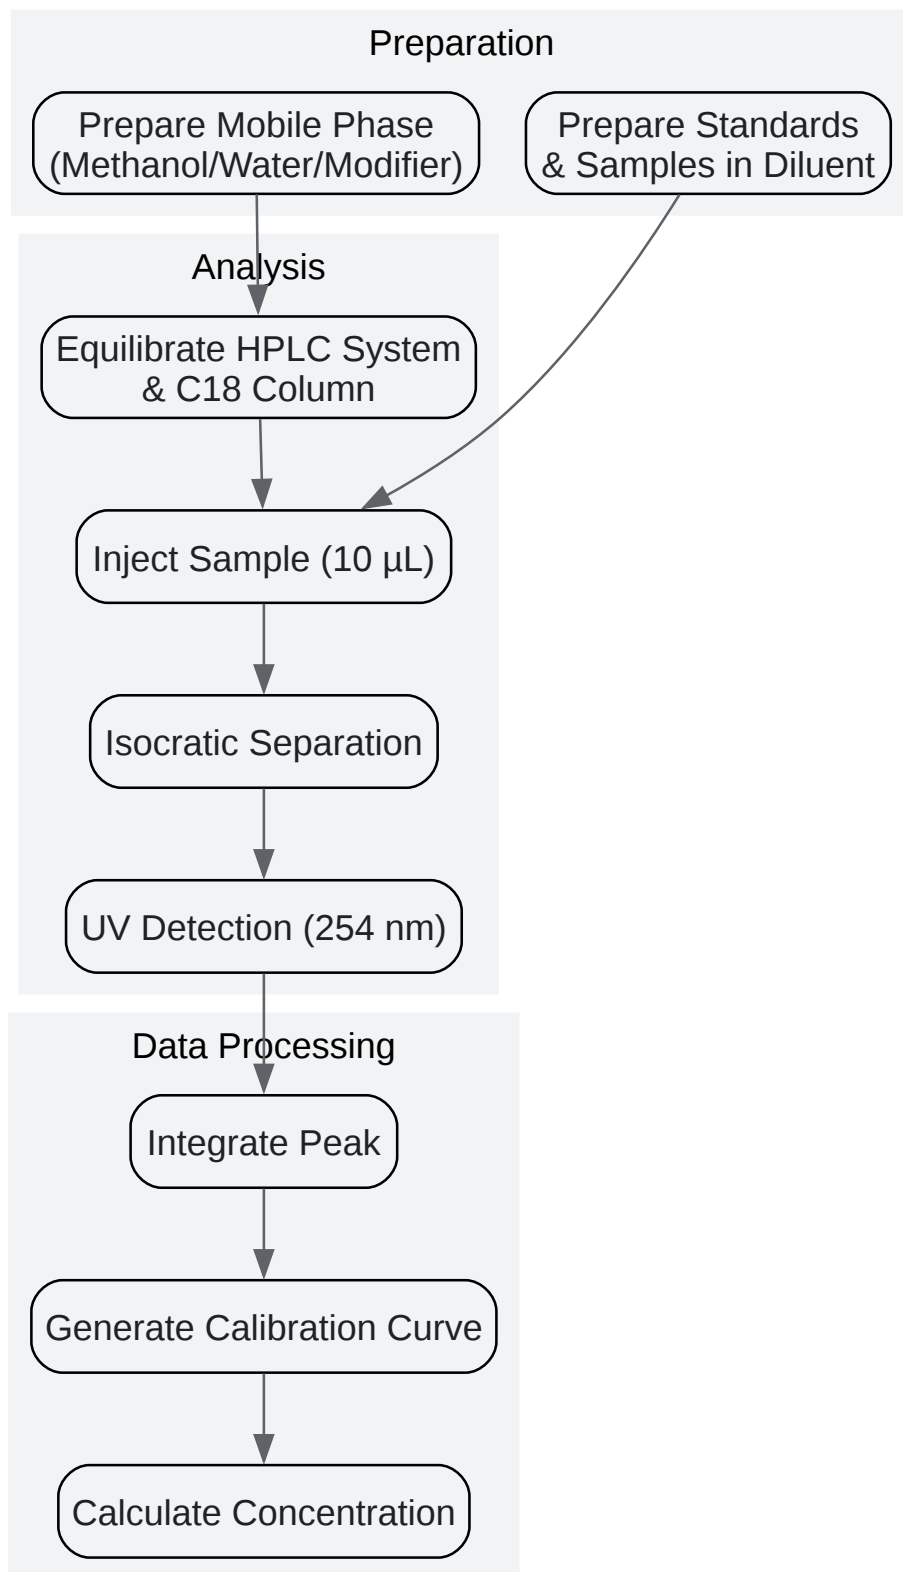 Preparation
Prepare Mobile Phase
(Methanol/Water/Modifier)
Prepare Standards
& Samples in Diluent
Analysis
Equilibrate HPLC System
& C18 Column
Inject Sample (10 µL)
Isocratic Separation
UV Detection (254 nm)
Data Processing
Integrate Peak
Generate Calibration Curve
Calculate Concentration